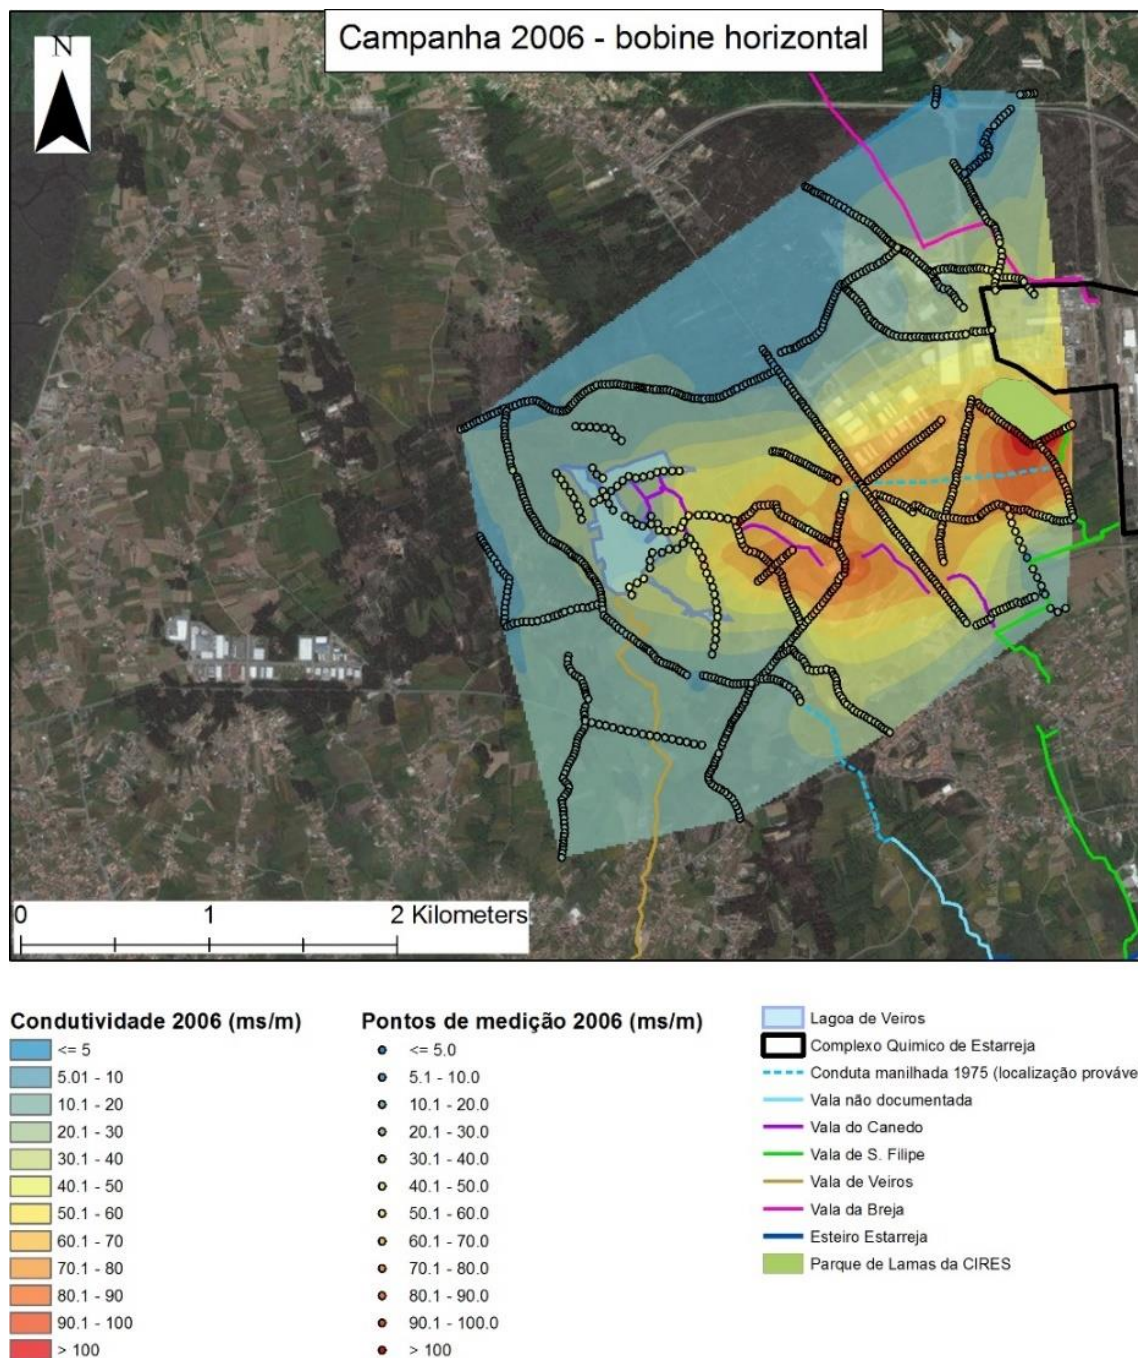 Campanha 2006 - bobine horizontal
N
0 1 2 Kilometers
Condutividade 2006 (ms/m)
<= 5
5.01 - 10
10.1 - 20
20.1 - 30
30.1 - 40
40.1 - 50
50.1 - 60
60.1 - 70
70.1 - 80
80.1 - 90
90.1 - 100
> 100
Pontos de medição 2006 (ms/m)
<= 5.0
5.1 - 10.0
10.1 - 20.0
20.1 - 30.0
30.1 - 40.0
40.1 - 50.0
50.1 - 60.0
60.1 - 70.0
70.1 - 80.0
80.1 - 90.0
90.1 - 100.0
> 100
Lagoa de Veiros
Complexo Quimico de Estarreja
Conduta manilhada 1975 (localização prováve
Vala não documentada
Vala do Canedo
Vala de S. Filipe
Vala de Veiros
Vala da Breja
Esteiro Estarreja
Parque de Lamas da CIRES